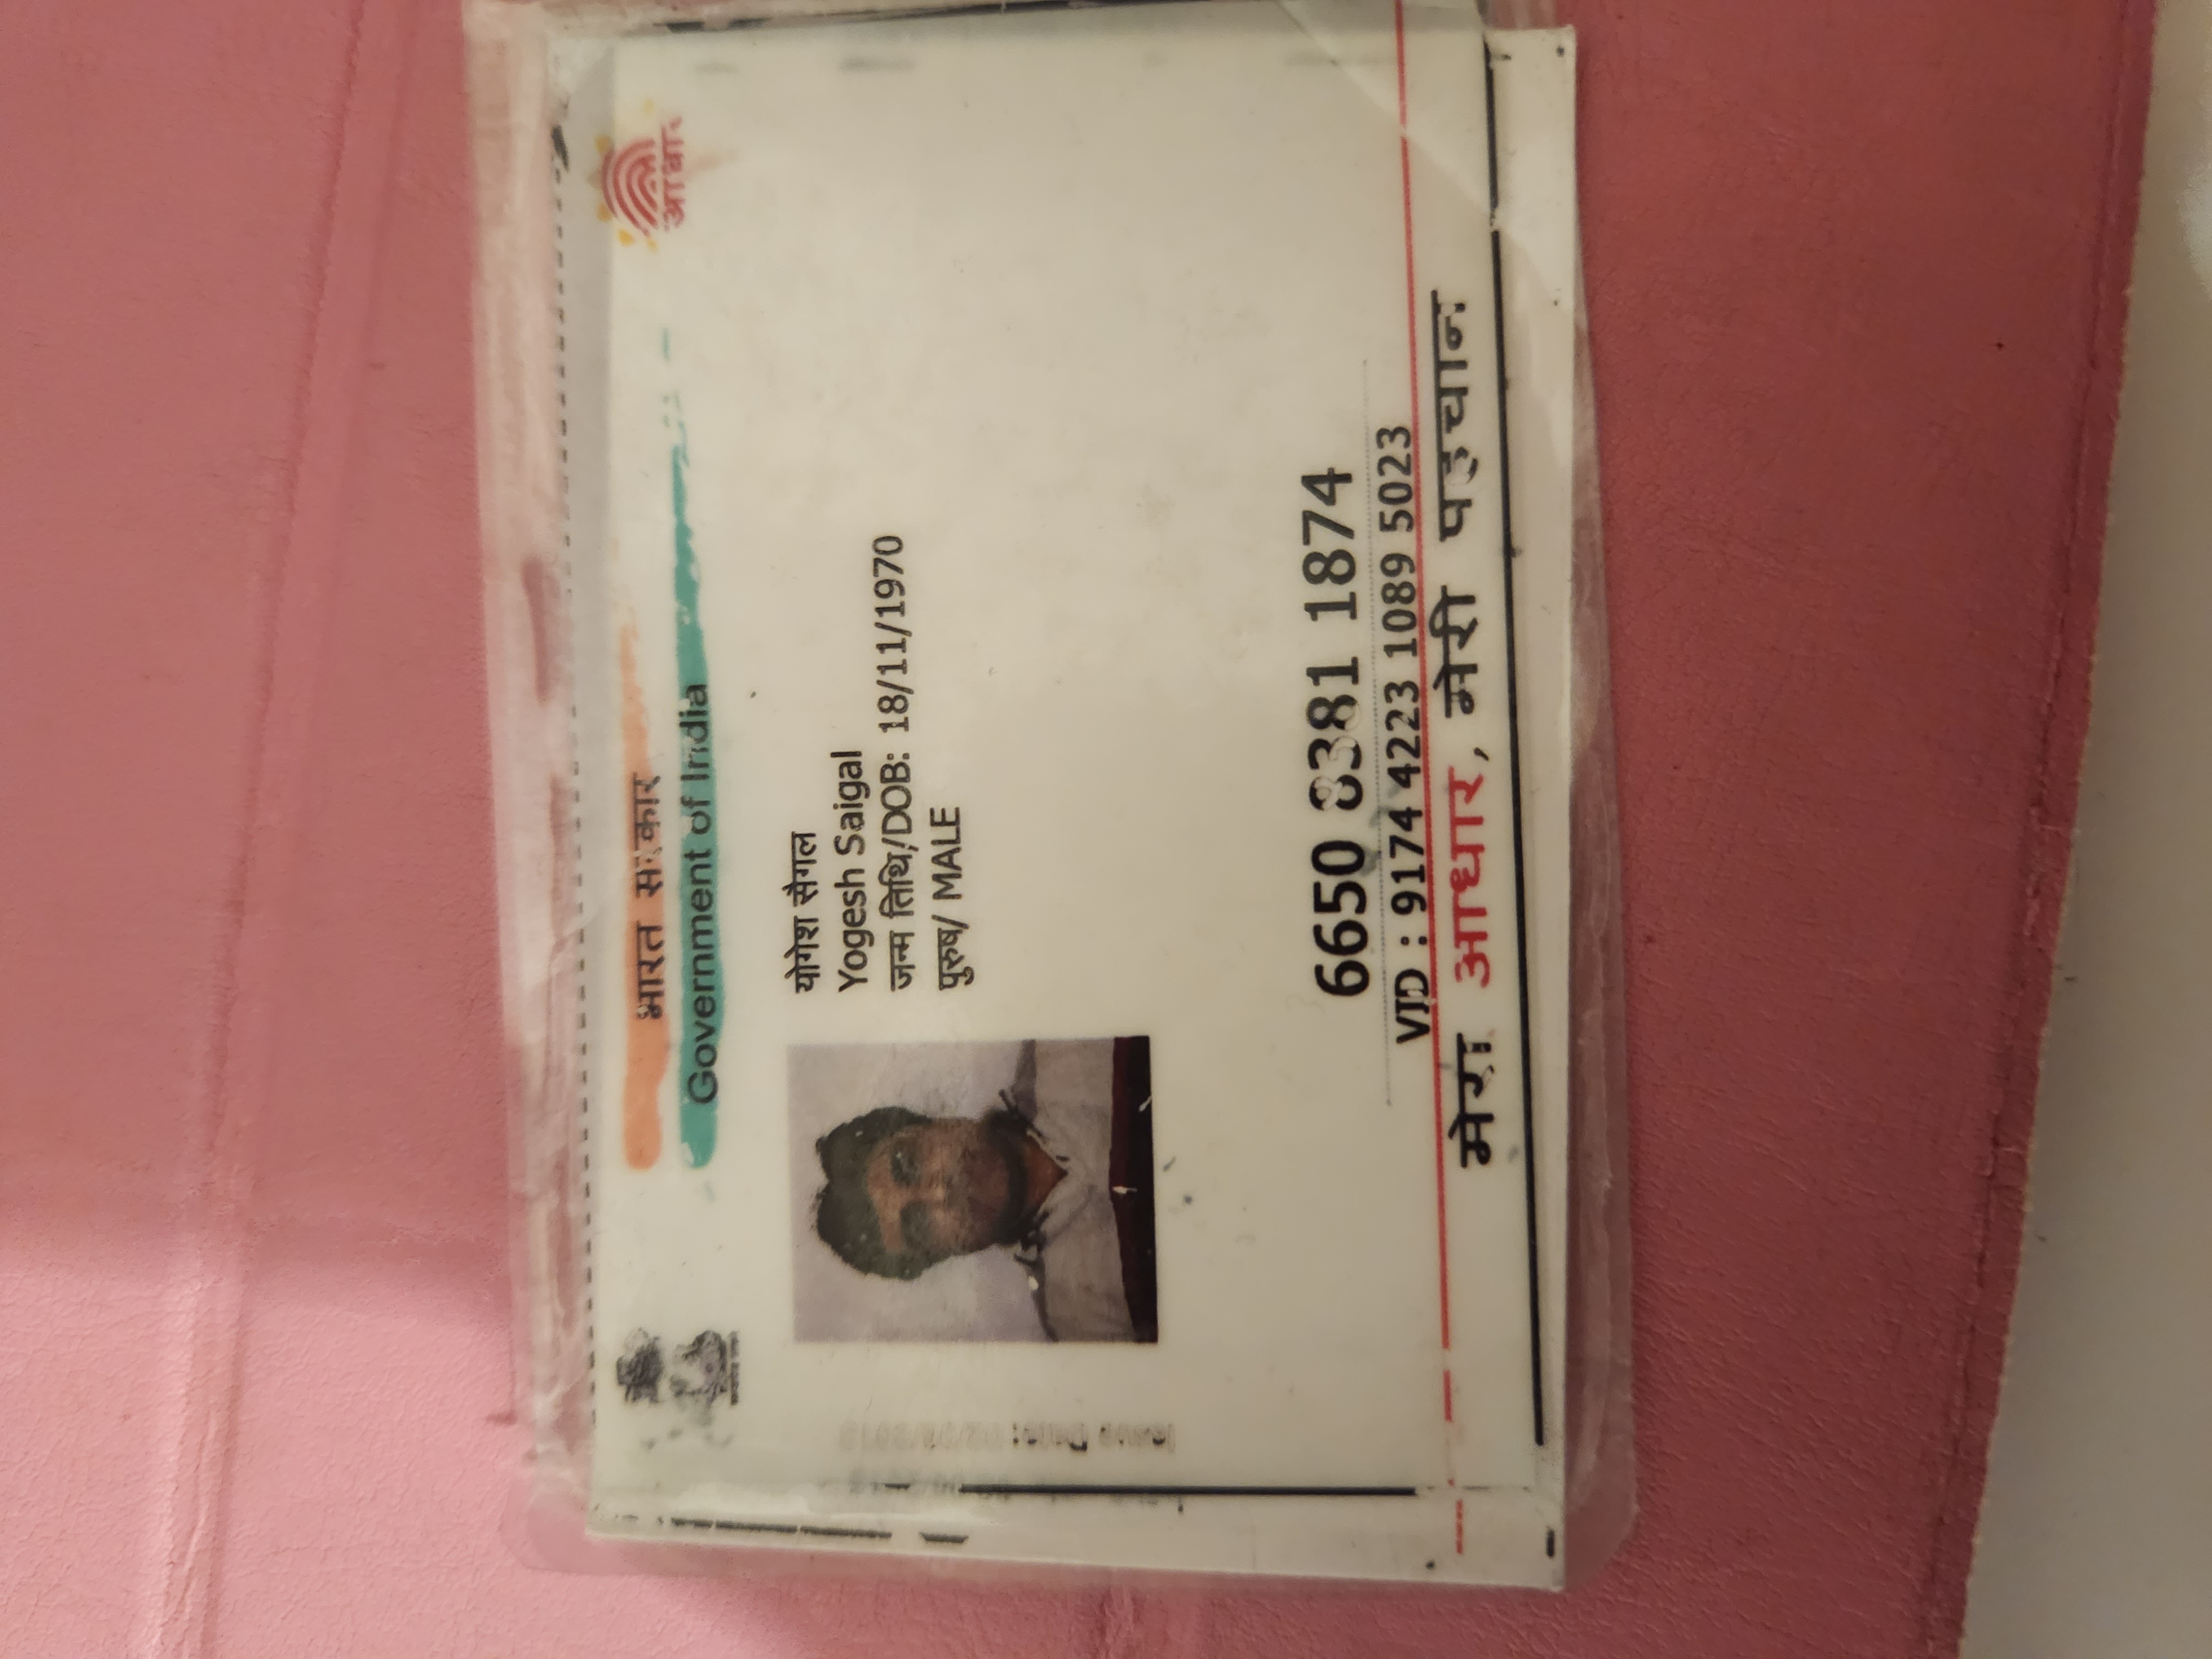 भारत सरकार
Government of India
आधार
योगेश सैगल
Yogesh Saigal
जन्म तिथि/DOB: 18/11/1970
पुरुष/ MALE
6650 8381 1874
VID : 9174 4223 1089 5023
मेरा आधार, मेरी पहचान